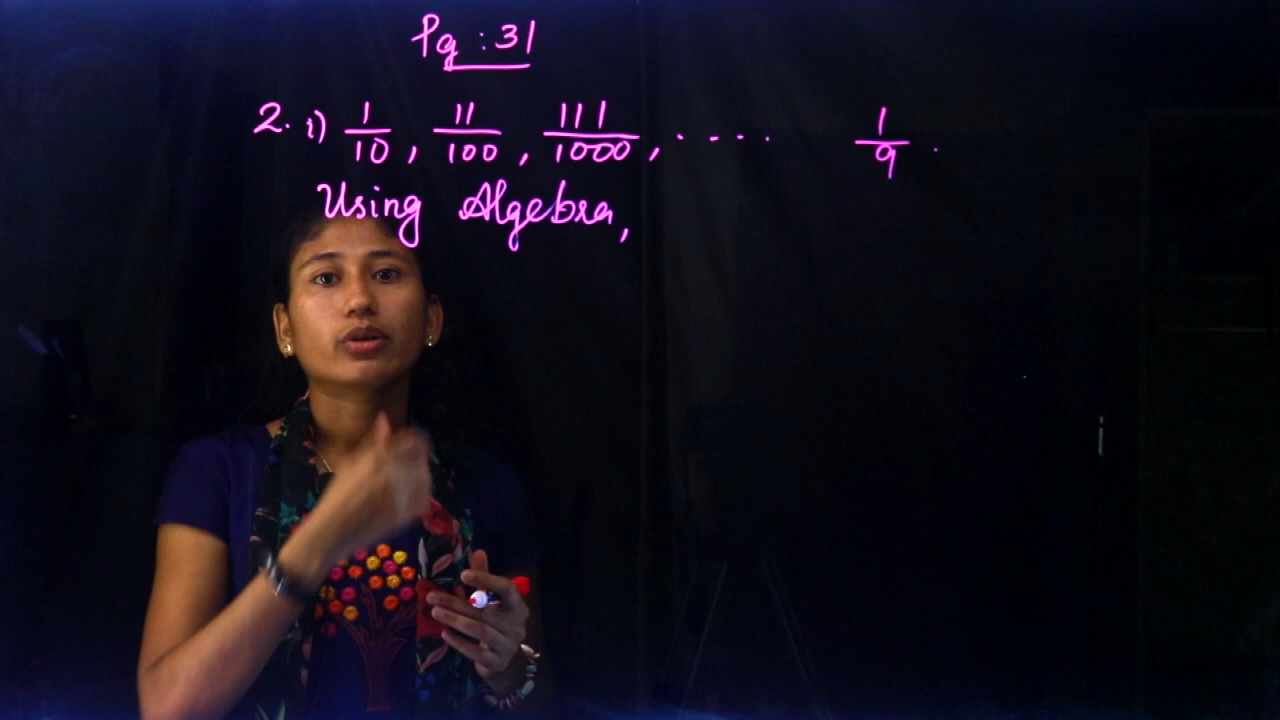 Pg : 31
2. i) 1/10, 11/100, 111/1000, . . . . 1/9 .
Using Algebra,